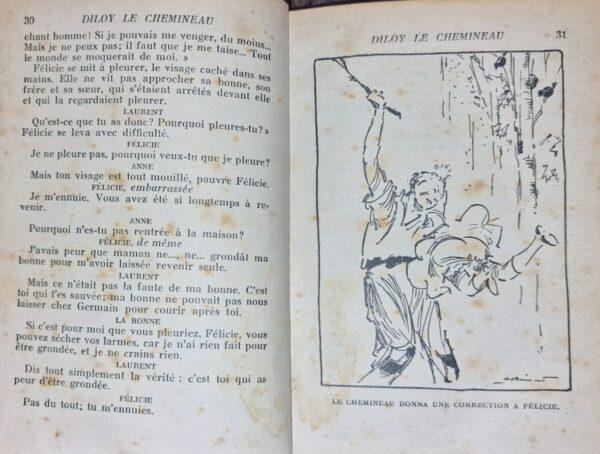 30 DILOY LE CHEMINEAU
chant homme! Si je pouvais me venger, du moins...
Mais je ne peux pas; il faut que je me taise... Tout
le monde se moquerait de moi. »
Félicie se mit à pleurer, le visage caché dans ses
mains. Elle ne vit pas approcher sa bonne, son
frère et sa sœur, qui s'étaient arrêtés devant elle
et qui la regardaient pleurer.
LAURENT
Qu'est-ce que tu as donc? Pourquoi pleures-tu? »
Félicie se leva avec difficulté.
FÉLICIE
Je ne pleure pas, pourquoi veux-tu que je pleure?
ANNE
Mais ton visage est tout mouillé, pauvre Félicie.
FÉLICIE, embarrassée
Je m'ennuie. Vous avez été si longtemps à re-
venir.
ANNE
Pourquoi n'es-tu pas rentrée à la maison?
FÉLICIE, de même
J'avais peur que maman ne..., ne... grondât ma
bonne pour m'avoir laissée revenir seule.
LAURENT
Mais ce n'était pas la faute de ma bonne. C'est
toi qui t'es sauvée; ma bonne ne pouvait pas nous
laisser chez Germain pour courir après toi.
LA BONNE
Si c'est pour moi que vous pleuriez, Félicie, vous
pouvez sécher vos larmes, car je n'ai rien fait pour
être grondée, et je ne crains rien.
LAURENT
Dis tout simplement la vérité : c'est toi qui as
peur d'être grondée.
FÉLICIE
Pas du tout; tu m'ennuies.
DILOY LE CHEMINEAU 31
LE CHEMINEAU DONNA UNE CORRECTION A FÉLICIE.